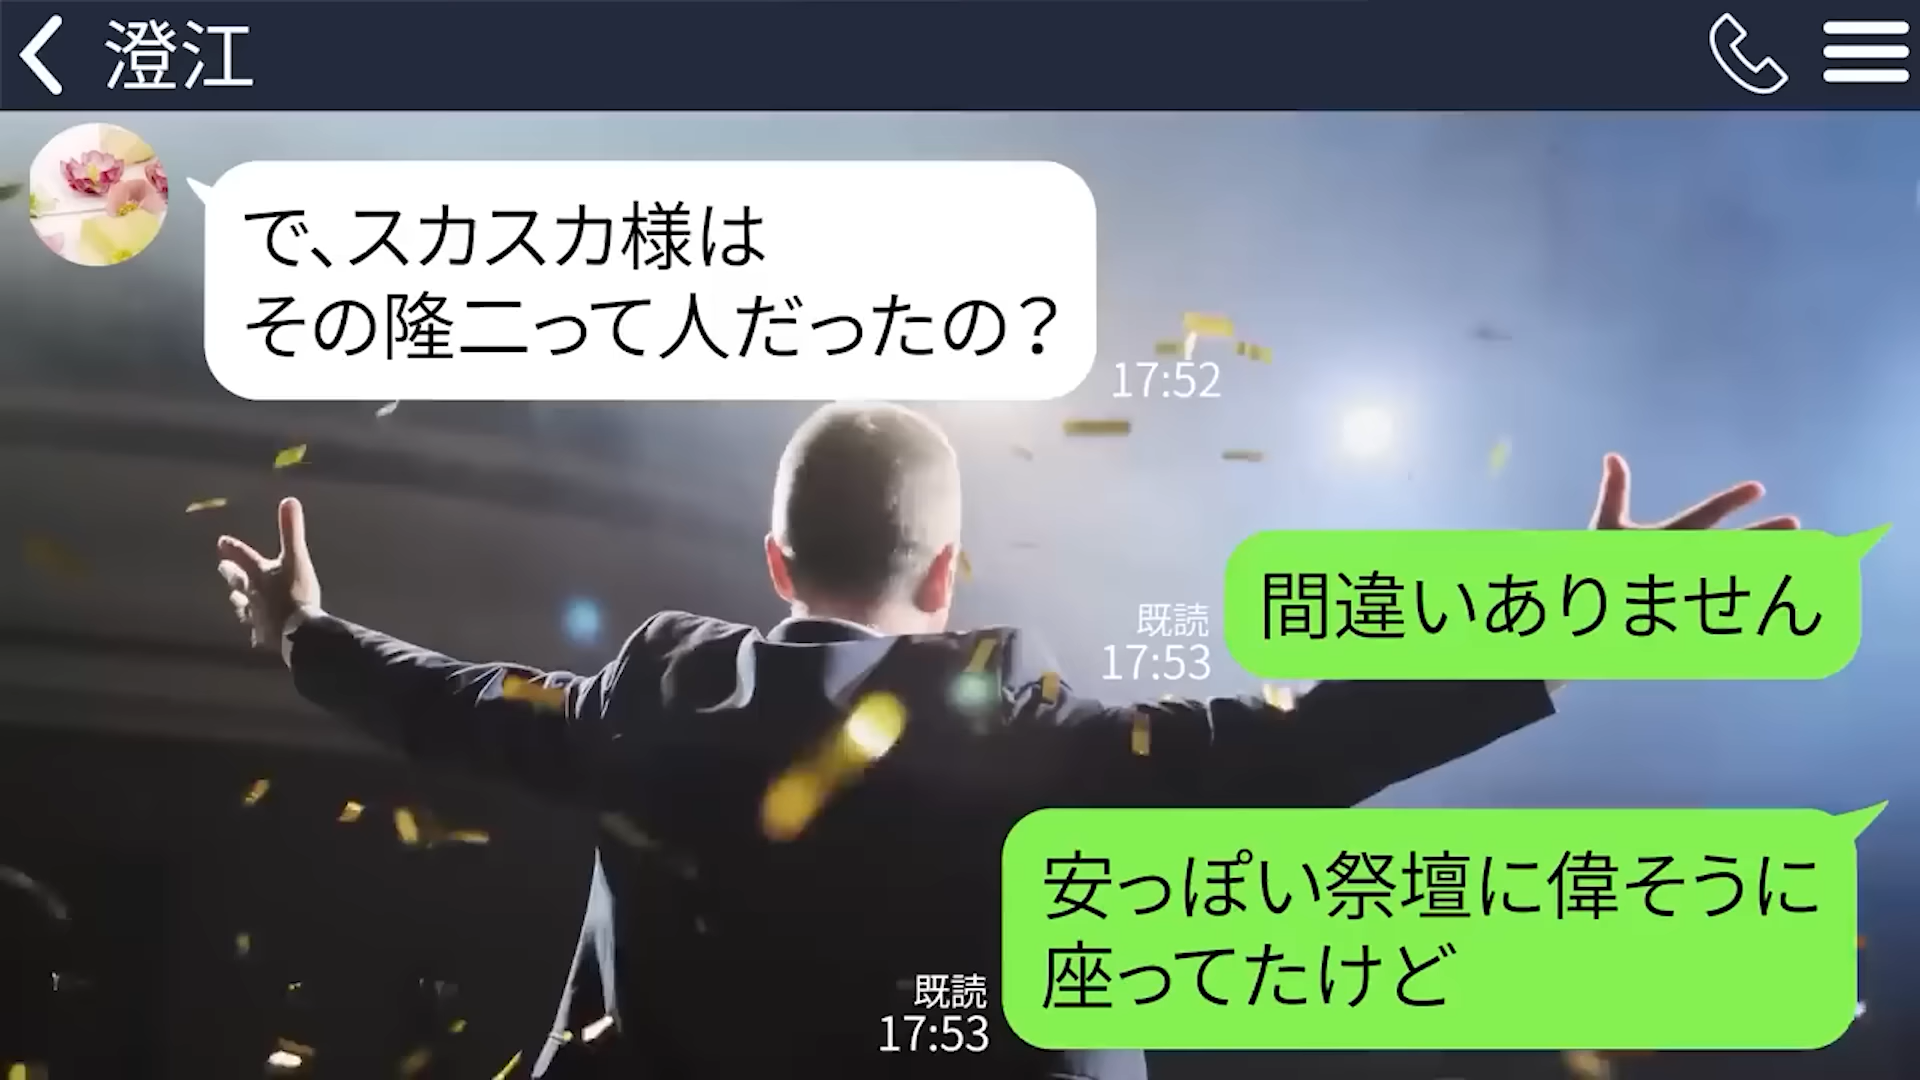 澄江
で、スカスカ様は
その隆二って人だったの?
17:52
間違いありません
既読
17:53
安っぽい祭壇に偉そうに
座ってたけど
既読
17:53